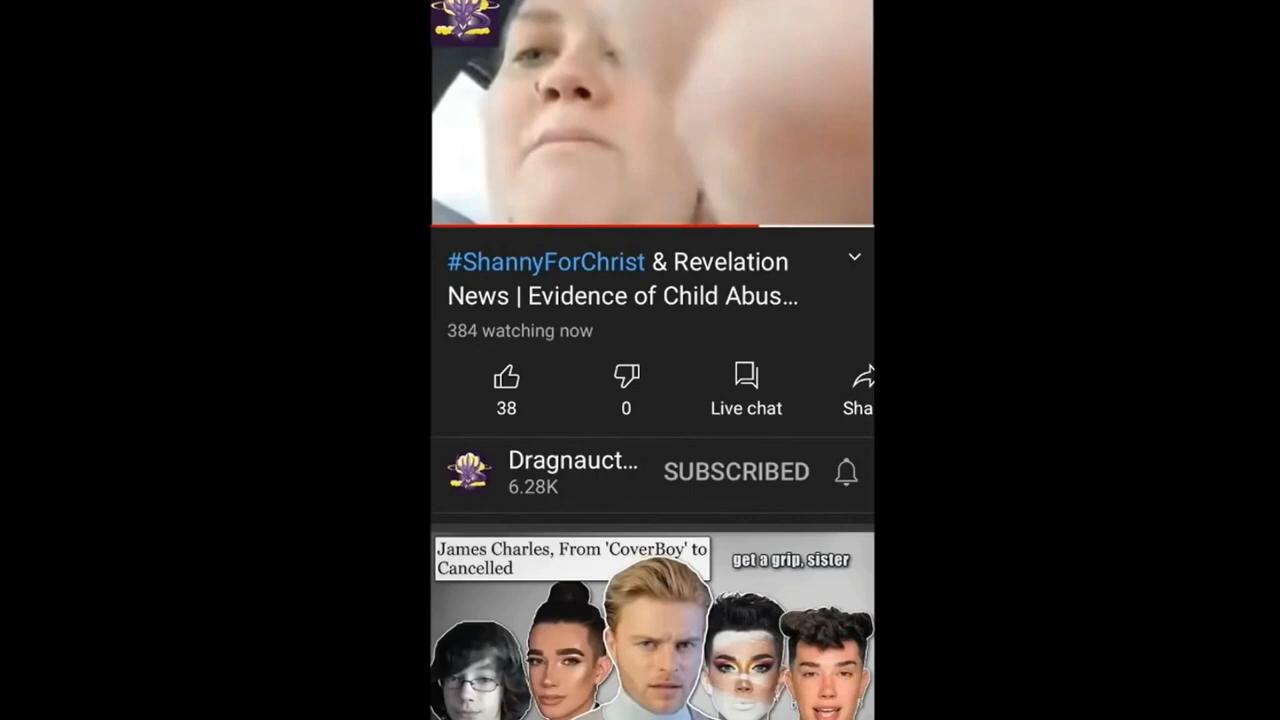 #ShannyForChrist & Revelation
News | Evidence of Child Abus...
384 watching now
38
0
Live chat
Sha
Dragnauct...
SUBSCRIBED
6.28K
James Charles, From 'CoverBoy' to
Cancelled
get a grip, sister